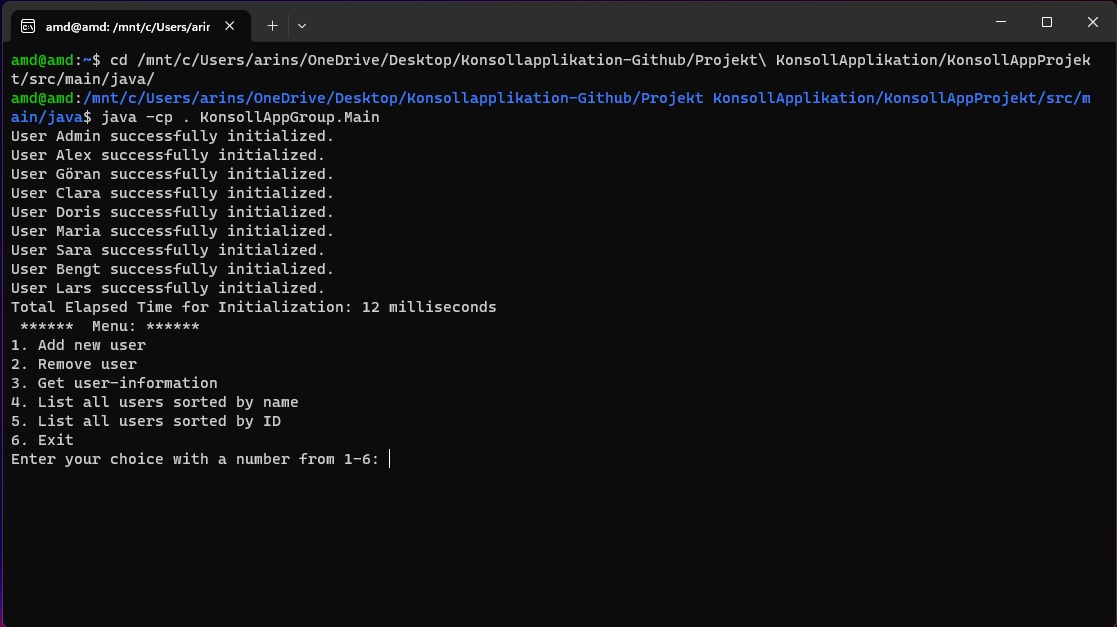 amd@amd: /mnt/c/Users/arin
amd@amd:~$ cd /mnt/c/Users/arins/OneDrive/Desktop/Konsollapplikation-Github/Projekt\ KonsollApplikation/KonsollAppProjek
t/src/main/java/
amd@amd:/mnt/c/Users/arins/OneDrive/Desktop/Konsollapplikation-Github/Projekt KonsollApplikation/KonsollAppProjekt/src/m
ain/java$ java -cp . KonsollAppGroup.Main
User Admin successfully initialized.
User Alex successfully initialized.
User Göran successfully initialized.
User Clara successfully initialized.
User Doris successfully initialized.
User Maria successfully initialized.
User Sara successfully initialized.
User Bengt successfully initialized.
User Lars successfully initialized.
Total Elapsed Time for Initialization: 12 milliseconds
 ******  Menu: ******
1. Add new user
2. Remove user
3. Get user-information
4. List all users sorted by name
5. List all users sorted by ID
6. Exit
Enter your choice with a number from 1-6: